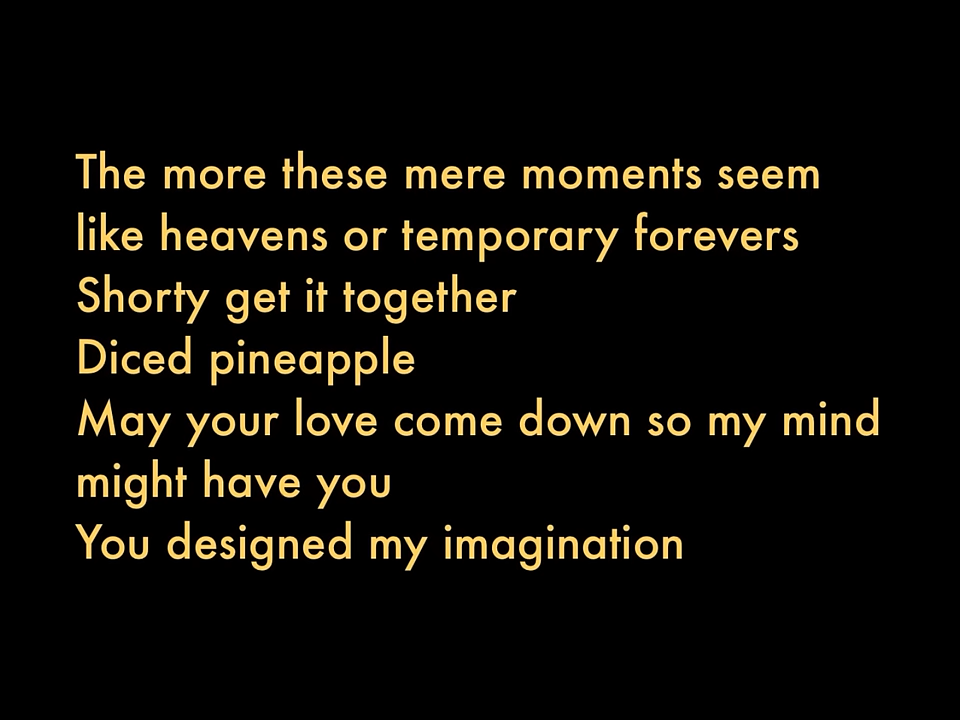 The more these mere moments seem
like heavens or temporary forevers
Shorty get it together
Diced pineapple
May your love come down so my mind
might have you
You designed my imagination